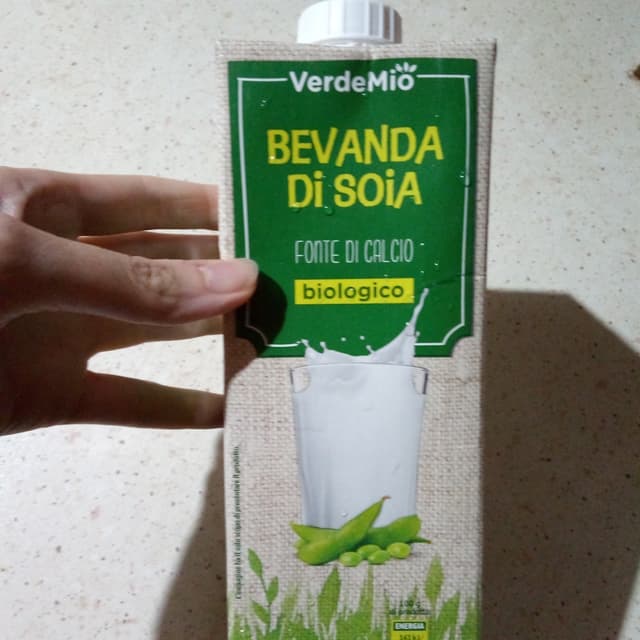 VerdeMio
BEVANDA
Di SOiA
FONTE DI CALCIO
biologico
ENERGIA